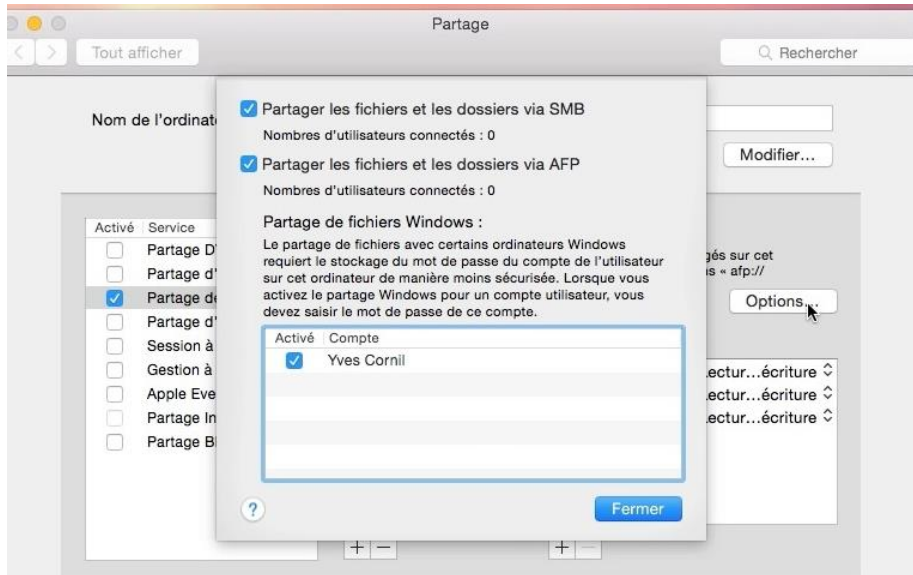 Partage
Tout afficher
Rechercher
Nom de l'ordinat
Modifier...
Partager les fichiers et les dossiers via SMB
Nombres d'utilisateurs connectés : 0
Partager les fichiers et les dossiers via AFP
Nombres d'utilisateurs connectés : 0
Partage de fichiers Windows :
Le partage de fichiers avec certains ordinateurs Windows
requiert le stockage du mot de passe du compte de l'utilisateur
sur cet ordinateur de manière moins sécurisée. Lorsque vous
activez le partage Windows pour un compte utilisateur, vous
devez saisir le mot de passe de ce compte.
Activé Compte
Yves Cornil
?
Fermer
Activé Service
Partage D'
Partage d'
Partage de
Partage d'
Session à
Gestion à
Apple Eve
Partage In
Partage Bl
gés sur cet
s « afp://
Options...
ectur...écriture
ectur...écriture
ectur...écriture
+ −
+ −